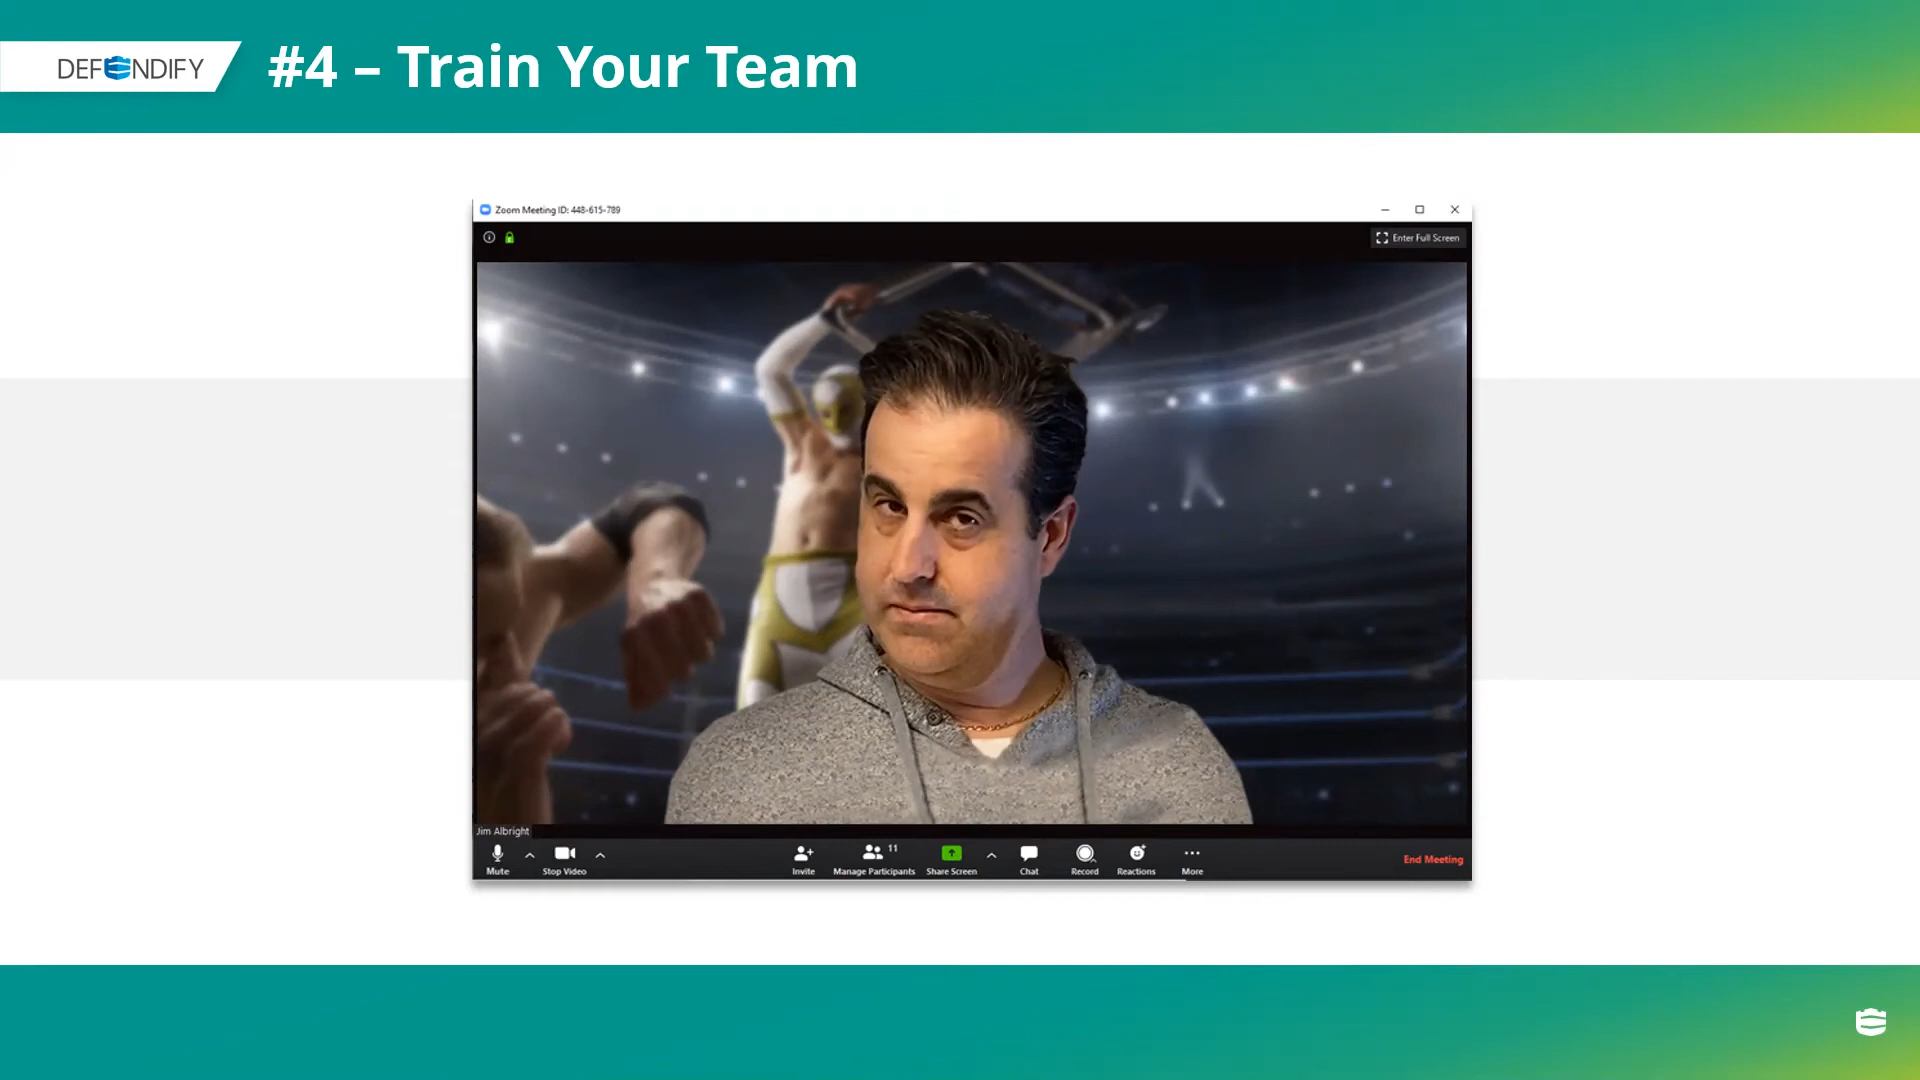 DEFENDIFY
#4 – Train Your Team
Zoom Meeting ID: 448-615-789
Enter Full Screen
Jim Albright
11
Mute
Stop Video
Invite
Manage Participants
Share Screen
Chat
Record
Reactions
More
End Meeting